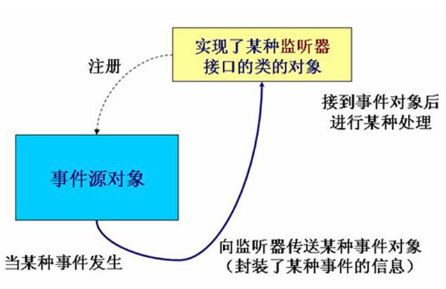 实现了某种监听器
接口的类的对象
注册
接到事件对象后
进行某种处理
事件源对象
当某种事件发生
向监听器传送某种事件对象
（封装了某种事件的信息）